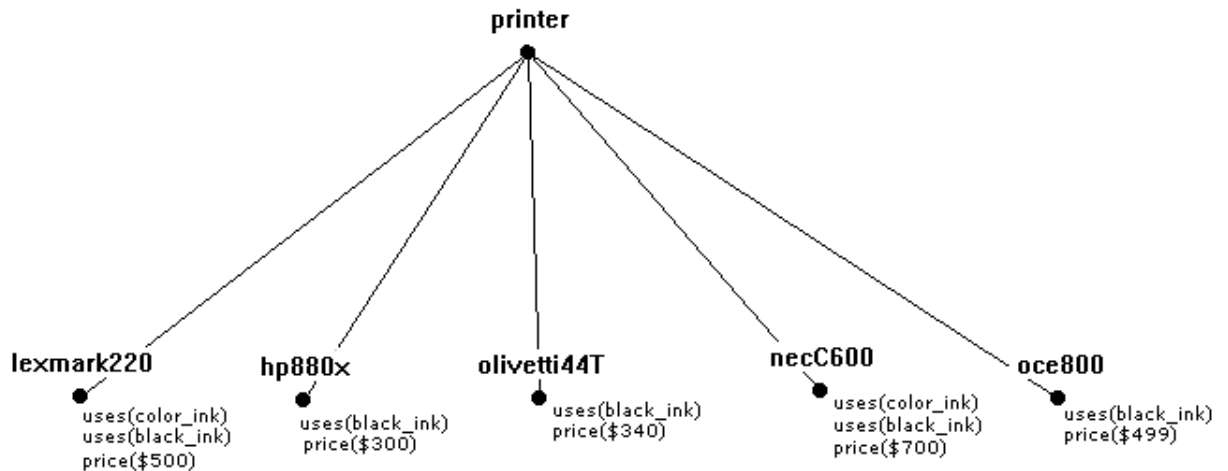 printer
lexmark220
uses(color_ink)
uses(black_ink)
price($500)
hp880x
uses(black_ink)
price($300)
olivetti44T
uses(black_ink)
price($340)
necC600
uses(color_ink)
uses(black_ink)
price($700)
oce800
uses(black_ink)
price($499)